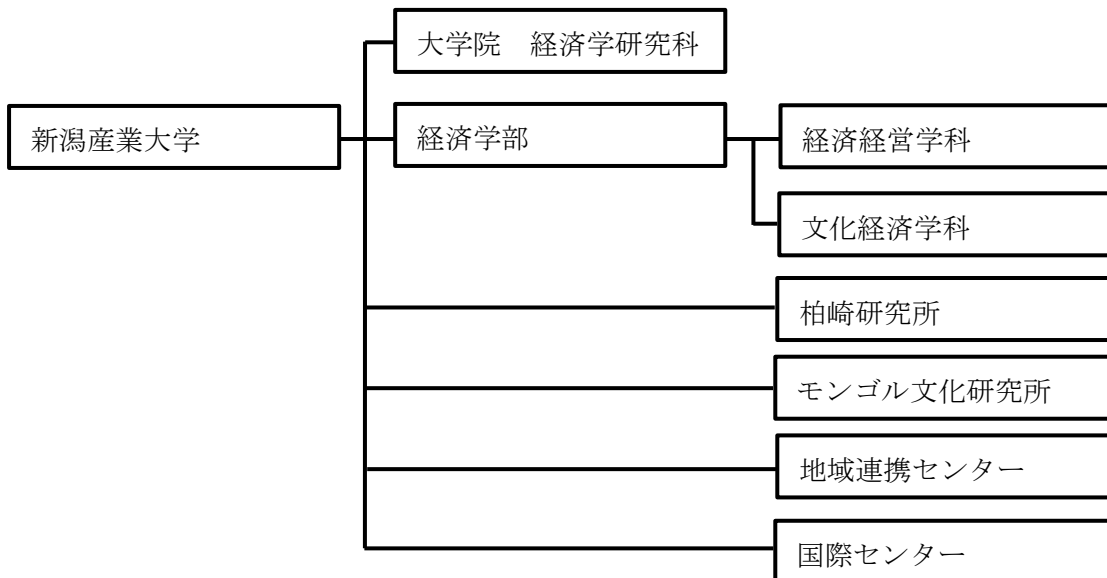 大学院　経済学研究科
新潟産業大学
経済学部
経済経営学科
文化経済学科
柏崎研究所
モンゴル文化研究所
地域連携センター
国際センター